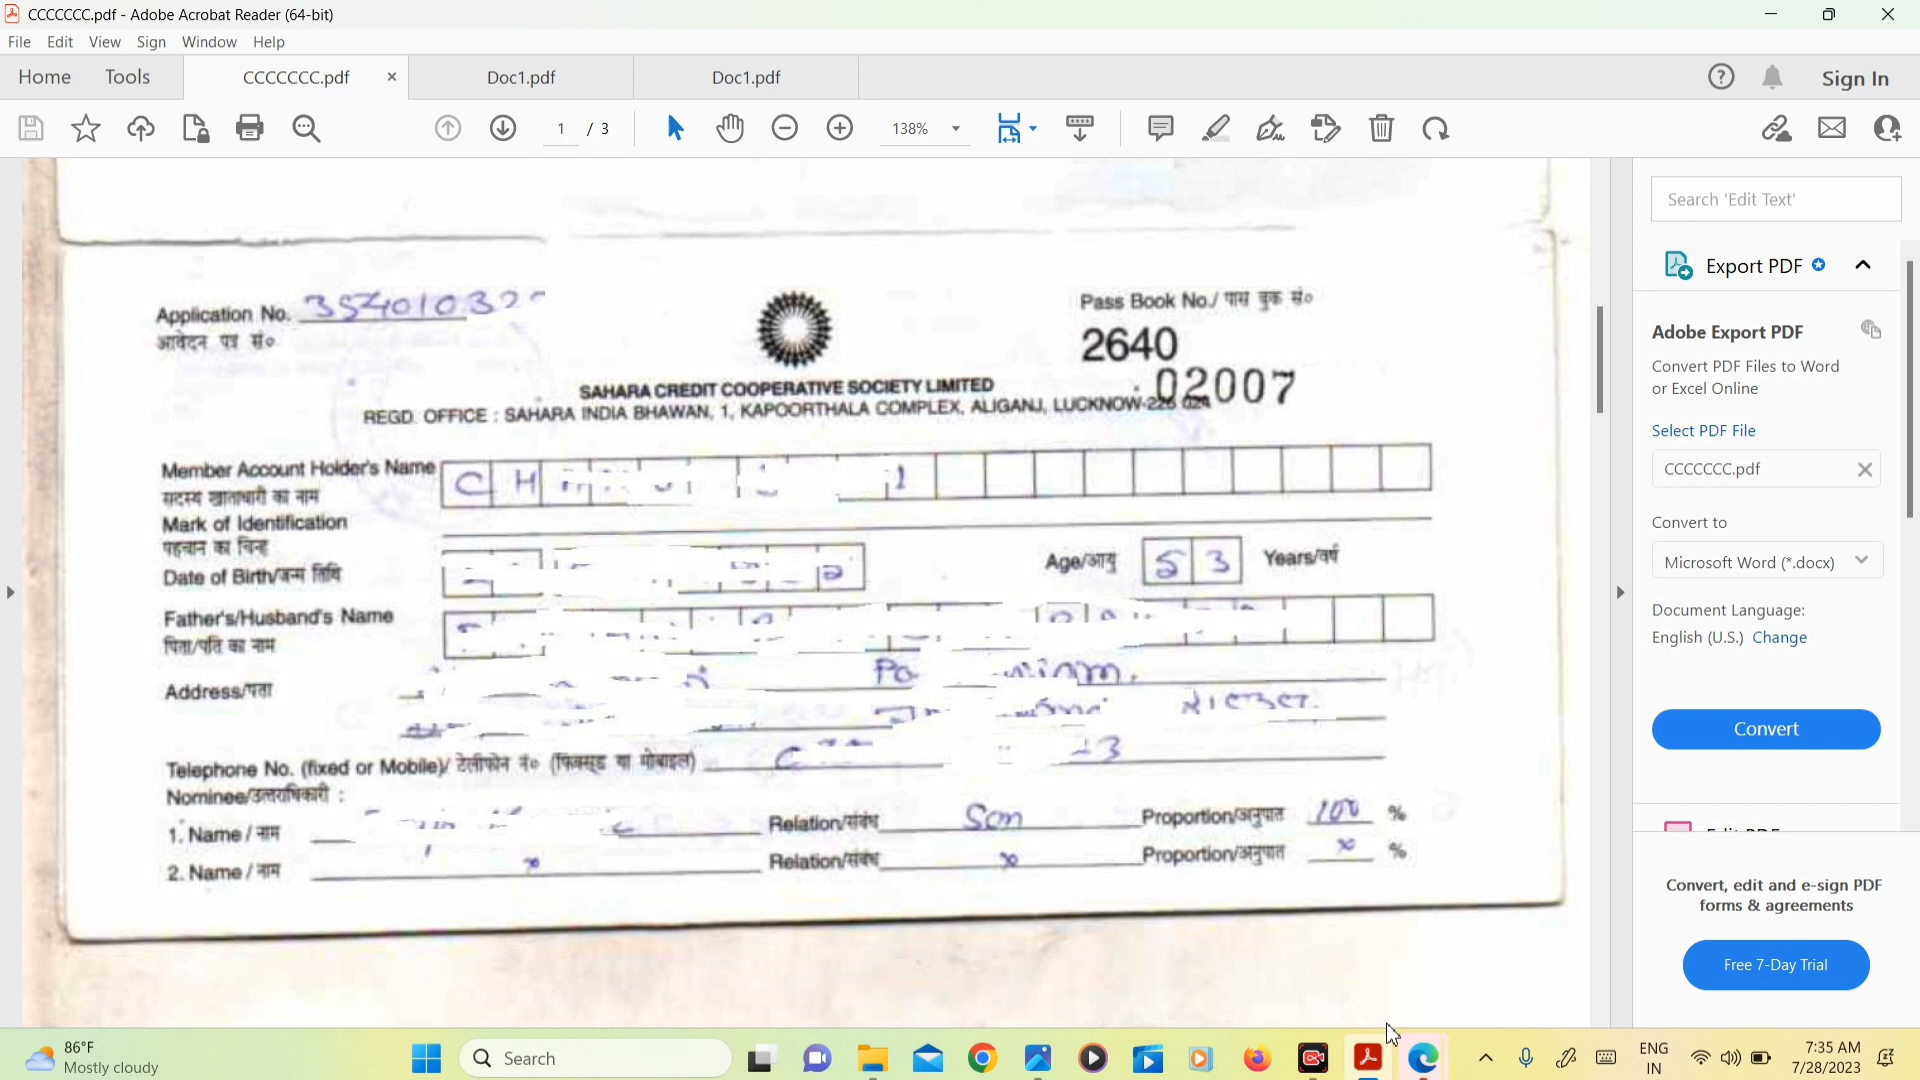 CCCCCCC.pdf - Adobe Acrobat Reader (64-bit)
File Edit View Sign Window Help
Home Tools CCCCCCC.pdf × Doc1.pdf Doc1.pdf Sign In
1 / 3 138%
Search 'Edit Text'
Export PDF
Adobe Export PDF
Convert PDF Files to Word
or Excel Online
Select PDF File
CCCCCCC.pdf
Convert to
Microsoft Word (*.docx)
Document Language:
English (U.S.) Change
Convert
Convert, edit and e-sign PDF
forms & agreements
Free 7-Day Trial
Application No. 354010322
आवेदन पत्र सं०
Pass Book No./ पास बुक सं०
2640
02007
SAHARA CREDIT COOPERATIVE SOCIETY LIMITED
REGD. OFFICE : SAHARA INDIA BHAWAN, 1, KAPOORTHALA COMPLEX, ALIGANJ, LUCKNOW-226 024
Member Account Holder's Name C H
सदस्य खाताधारी का नाम
Mark of Identification
पहचान का चिन्ह
Date of Birth/जन्म तिथि
Age/आयु 53 Years/वर्ष
Father's/Husband's Name
पिता/पति का नाम
Address/पता
Telephone No. (fixed or Mobile)/ टेलीफोन नं० (फिक्सड या मोबाइल)
Nominee/उत्तराधिकारी :
1. Name / नाम Relation/संबंध Son Proportion/अनुपात 100 %
2. Name / नाम x Relation/संबंध x Proportion/अनुपात x %
86°F
Mostly cloudy
Search
ENG
IN
7:35 AM
7/28/2023